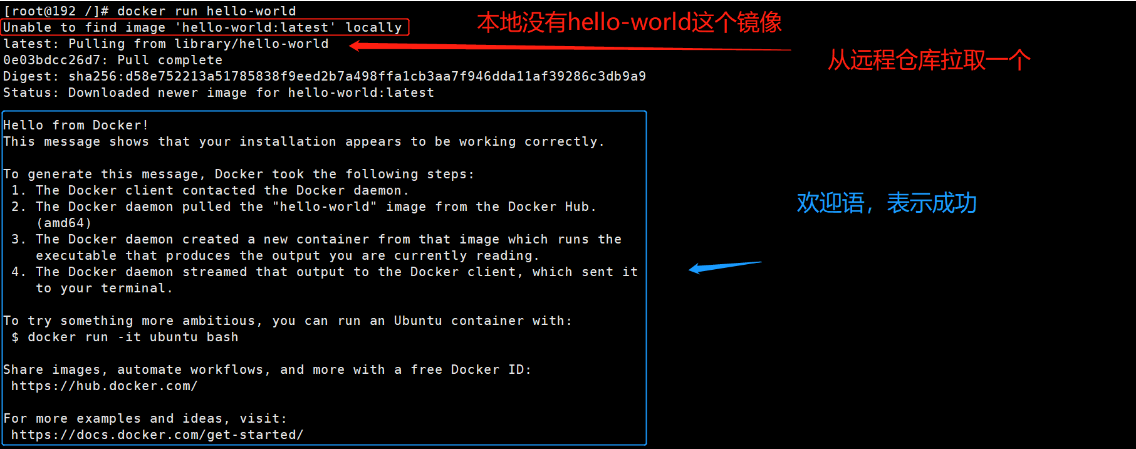 [root@192 /]# docker run hello-world
Unable to find image 'hello-world:latest' locally
本地没有hello-world这个镜像
latest: Pulling from library/hello-world
从远程仓库拉取一个
0e03bdcc26d7: Pull complete
Digest: sha256:d58e752213a51785838f9eed2b7a498ffa1cb3aa7f946dda11af39286c3db9a9
Status: Downloaded newer image for hello-world:latest
Hello from Docker!
This message shows that your installation appears to be working correctly.
To generate this message, Docker took the following steps:
1. The Docker client contacted the Docker daemon.
2. The Docker daemon pulled the "hello-world" image from the Docker Hub.
(amd64)
3. The Docker daemon created a new container from that image which runs the
executable that produces the output you are currently reading.
4. The Docker daemon streamed that output to the Docker client, which sent it
to your terminal.
欢迎语，表示成功
To try something more ambitious, you can run an Ubuntu container with:
$ docker run -it ubuntu bash
Share images, automate workflows, and more with a free Docker ID:
https://hub.docker.com/
For more examples and ideas, visit:
https://docs.docker.com/get-started/